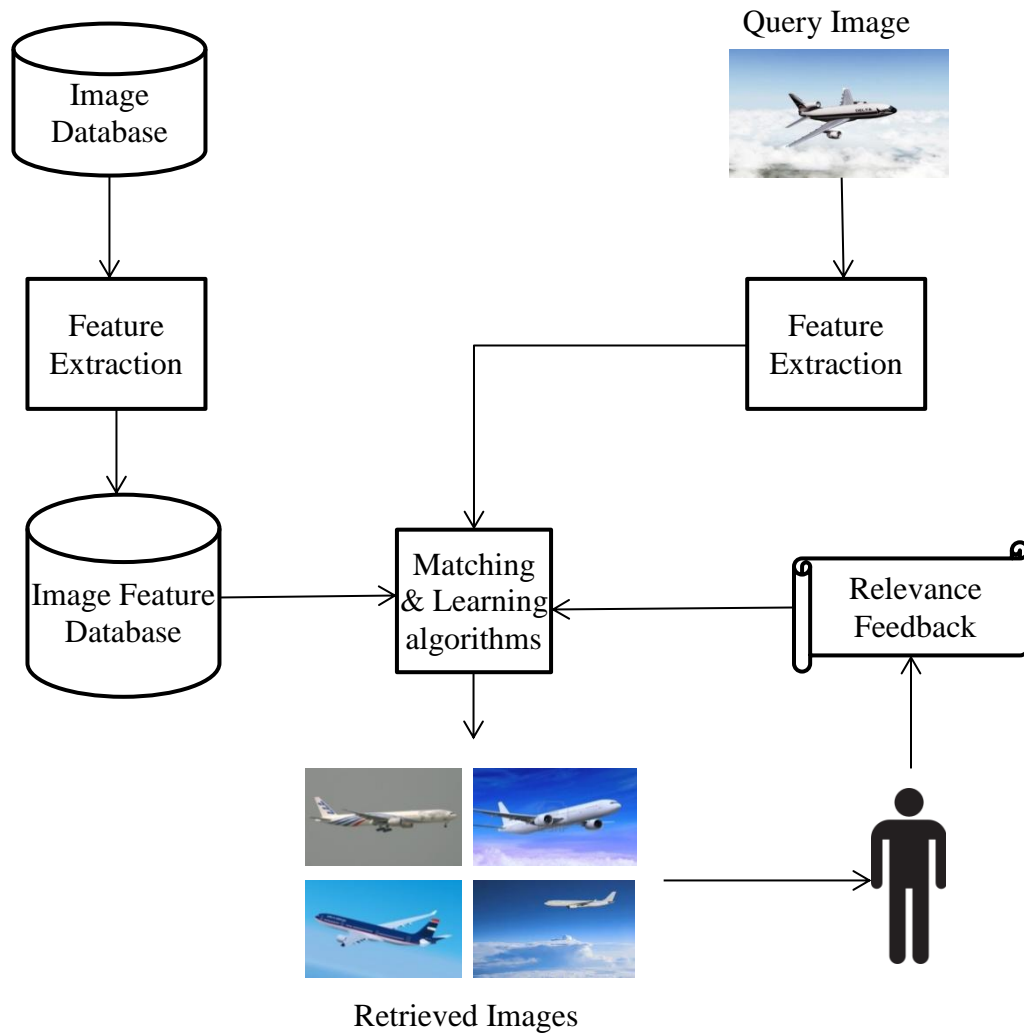 Query Image
Image
Database
Feature
Extraction
Feature
Extraction
Image Feature
Database
Matching
& Learning
algorithms
Relevance
Feedback
Retrieved Images